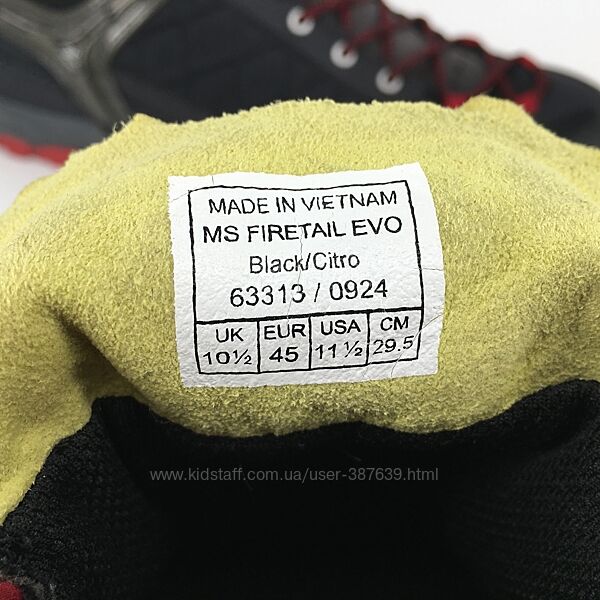 MADE IN VIETNAM
MS FIRETAIL EVO
Black/Citro
63313 / 0924
UK EUR USA CM
10½ 45 11½ 29.5
www.kidstaff.com.ua/user-387639.html